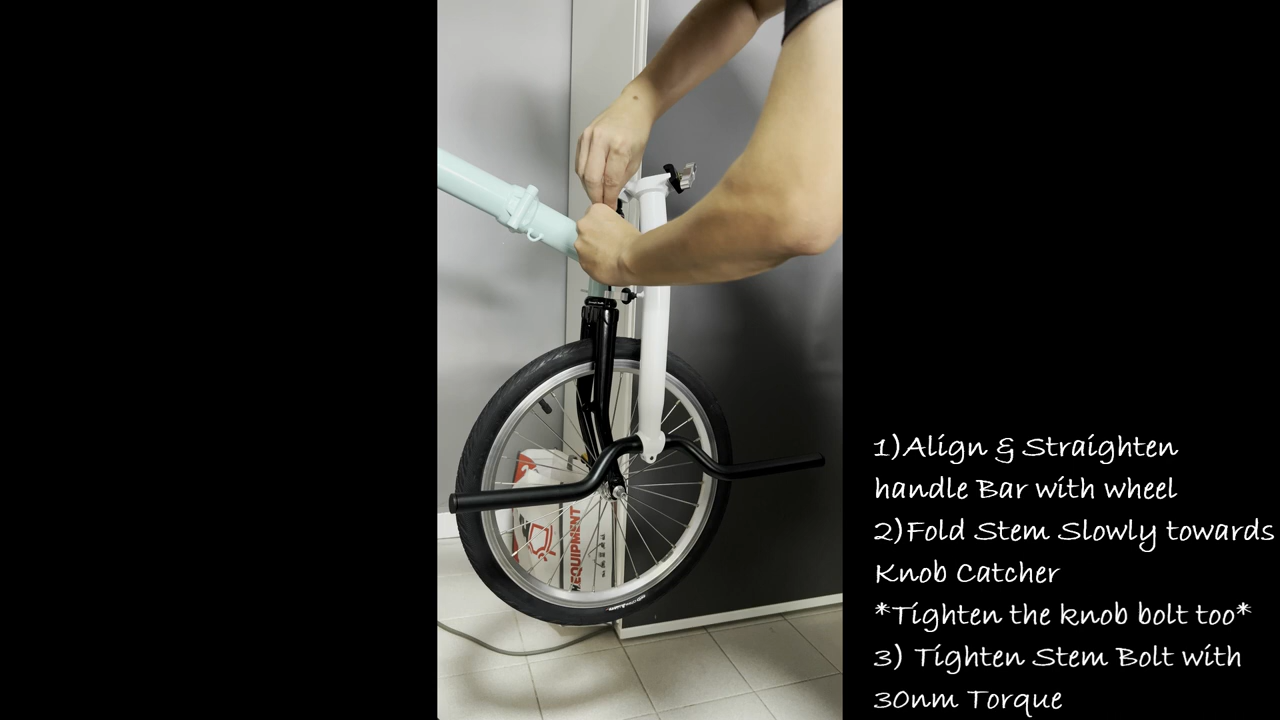 1)Align & Straighten
handle Bar with wheel
2)Fold Stem Slowly towards
Knob Catcher
*Tighten the knob bolt too*
3) Tighten Stem Bolt with
30nm Torque
EQUIPMENT